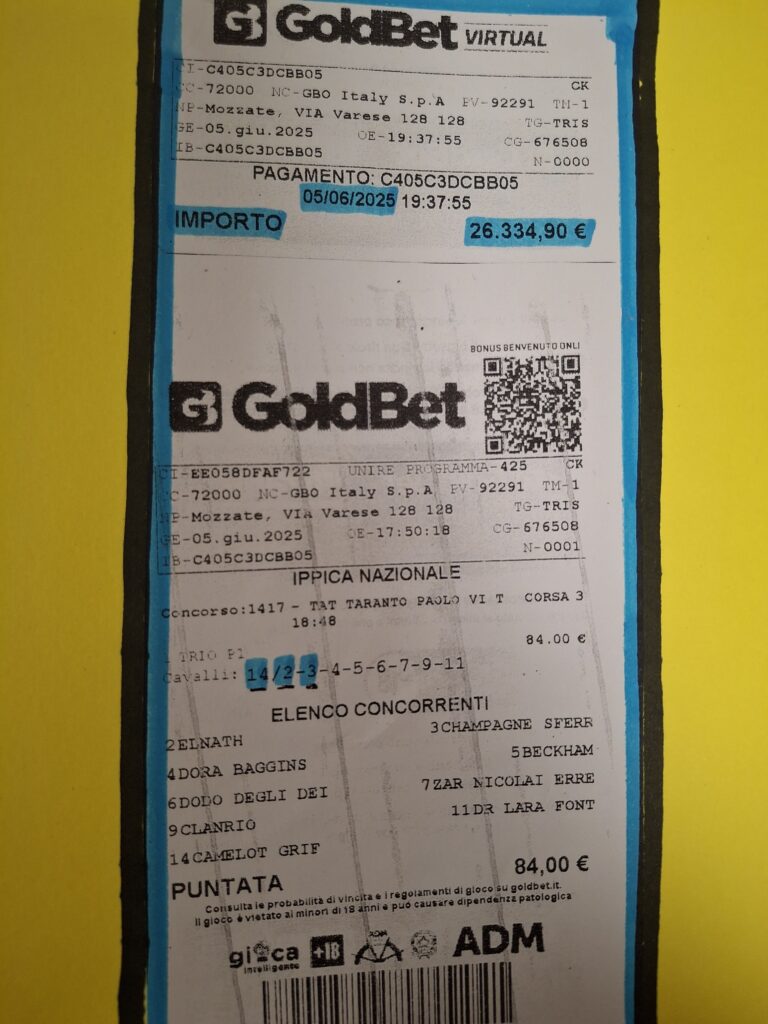 GoldBet VIRTUAL
CI-C405C3DCBB05
CK
CC-72000 NC-GBO Italy S.p.A PV-92291 TM-1
NP-Mozzate, VIA Varese 128 128 TG-TRIS
GE-05.giu.2025 OE-19:37:55 CG-676508
IB-C405C3DCBB05 N-0000
PAGAMENTO: C405C3DCBB05
05/06/2025 19:37:55
IMPORTO 26.334,90 €
BONUS BENVENUTO ONLI
GoldBet
CI-EE058DFAF722 UNIRE PROGRAMMA-425 CK
CC-72000 NC-GBO Italy S.p.A PV-92291 TM-1
NP-Mozzate, VIA Varese 128 128 TG-TRIS
GE-05.giu.2025 OE-17:50:18 CG-676508
IB-C405C3DCBB05 N-0001
IPPICA NAZIONALE
Concorso:1417 - TAT TARANTO PAOLO VI T CORSA 3
18:48
84.00 €
1 TRIO P1
Cavalli: 14/2-3-4-5-6-7-9-11
ELENCO CONCORRENTI
2ELNATH 3CHAMPAGNE SFERR
4DORA BAGGINS 5BECKHAM
6DODO DEGLI DEI 7ZAR NICOLAI ERRE
9CLANRIO 11DR LARA FONT
14CAMELOT GRIF
PUNTATA 84,00 €
Consulta le probabilità di vincita e i regolamenti di gioco su goldbet.it.
Il gioco è vietato ai minori di 18 anni e può causare dipendenza patologica
gioca intelligente +18 ADM